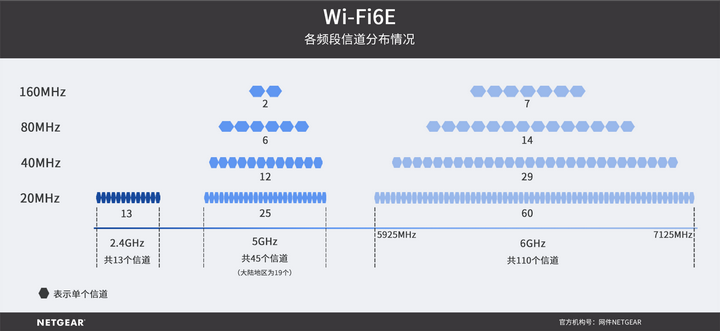 Wi-Fi6E
各频段信道分布情况
160MHz
2
7
80MHz
6
14
40MHz
12
29
20MHz
13
25
60
5925MHz
7125MHz
2.4GHz
5GHz
6GHz
共13个信道
共45个信道
共110个信道
(大陆地区为19个)
表示单个信道
NETGEAR
官方机构号：网件NETGEAR